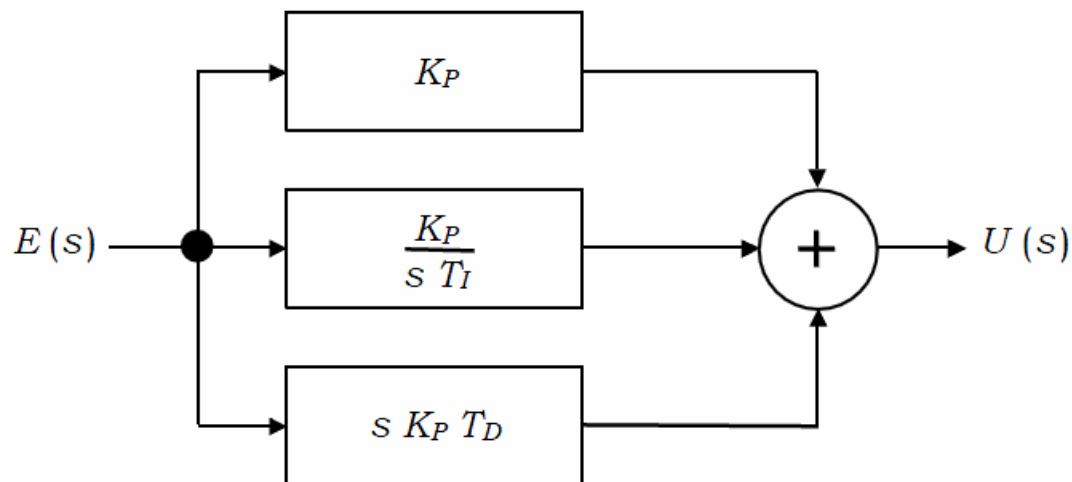 K_P
E (s)
K_P
s T_I
+
U (s)
s K_P T_D